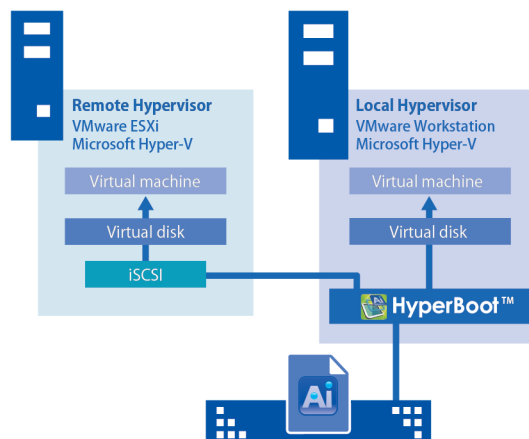 Remote Hypervisor
VMware ESXi
Microsoft Hyper-V
Virtual machine
Virtual disk
iSCSI
Local Hypervisor
VMware Workstation
Microsoft Hyper-V
Virtual machine
Virtual disk
HyperBoot™
Ai